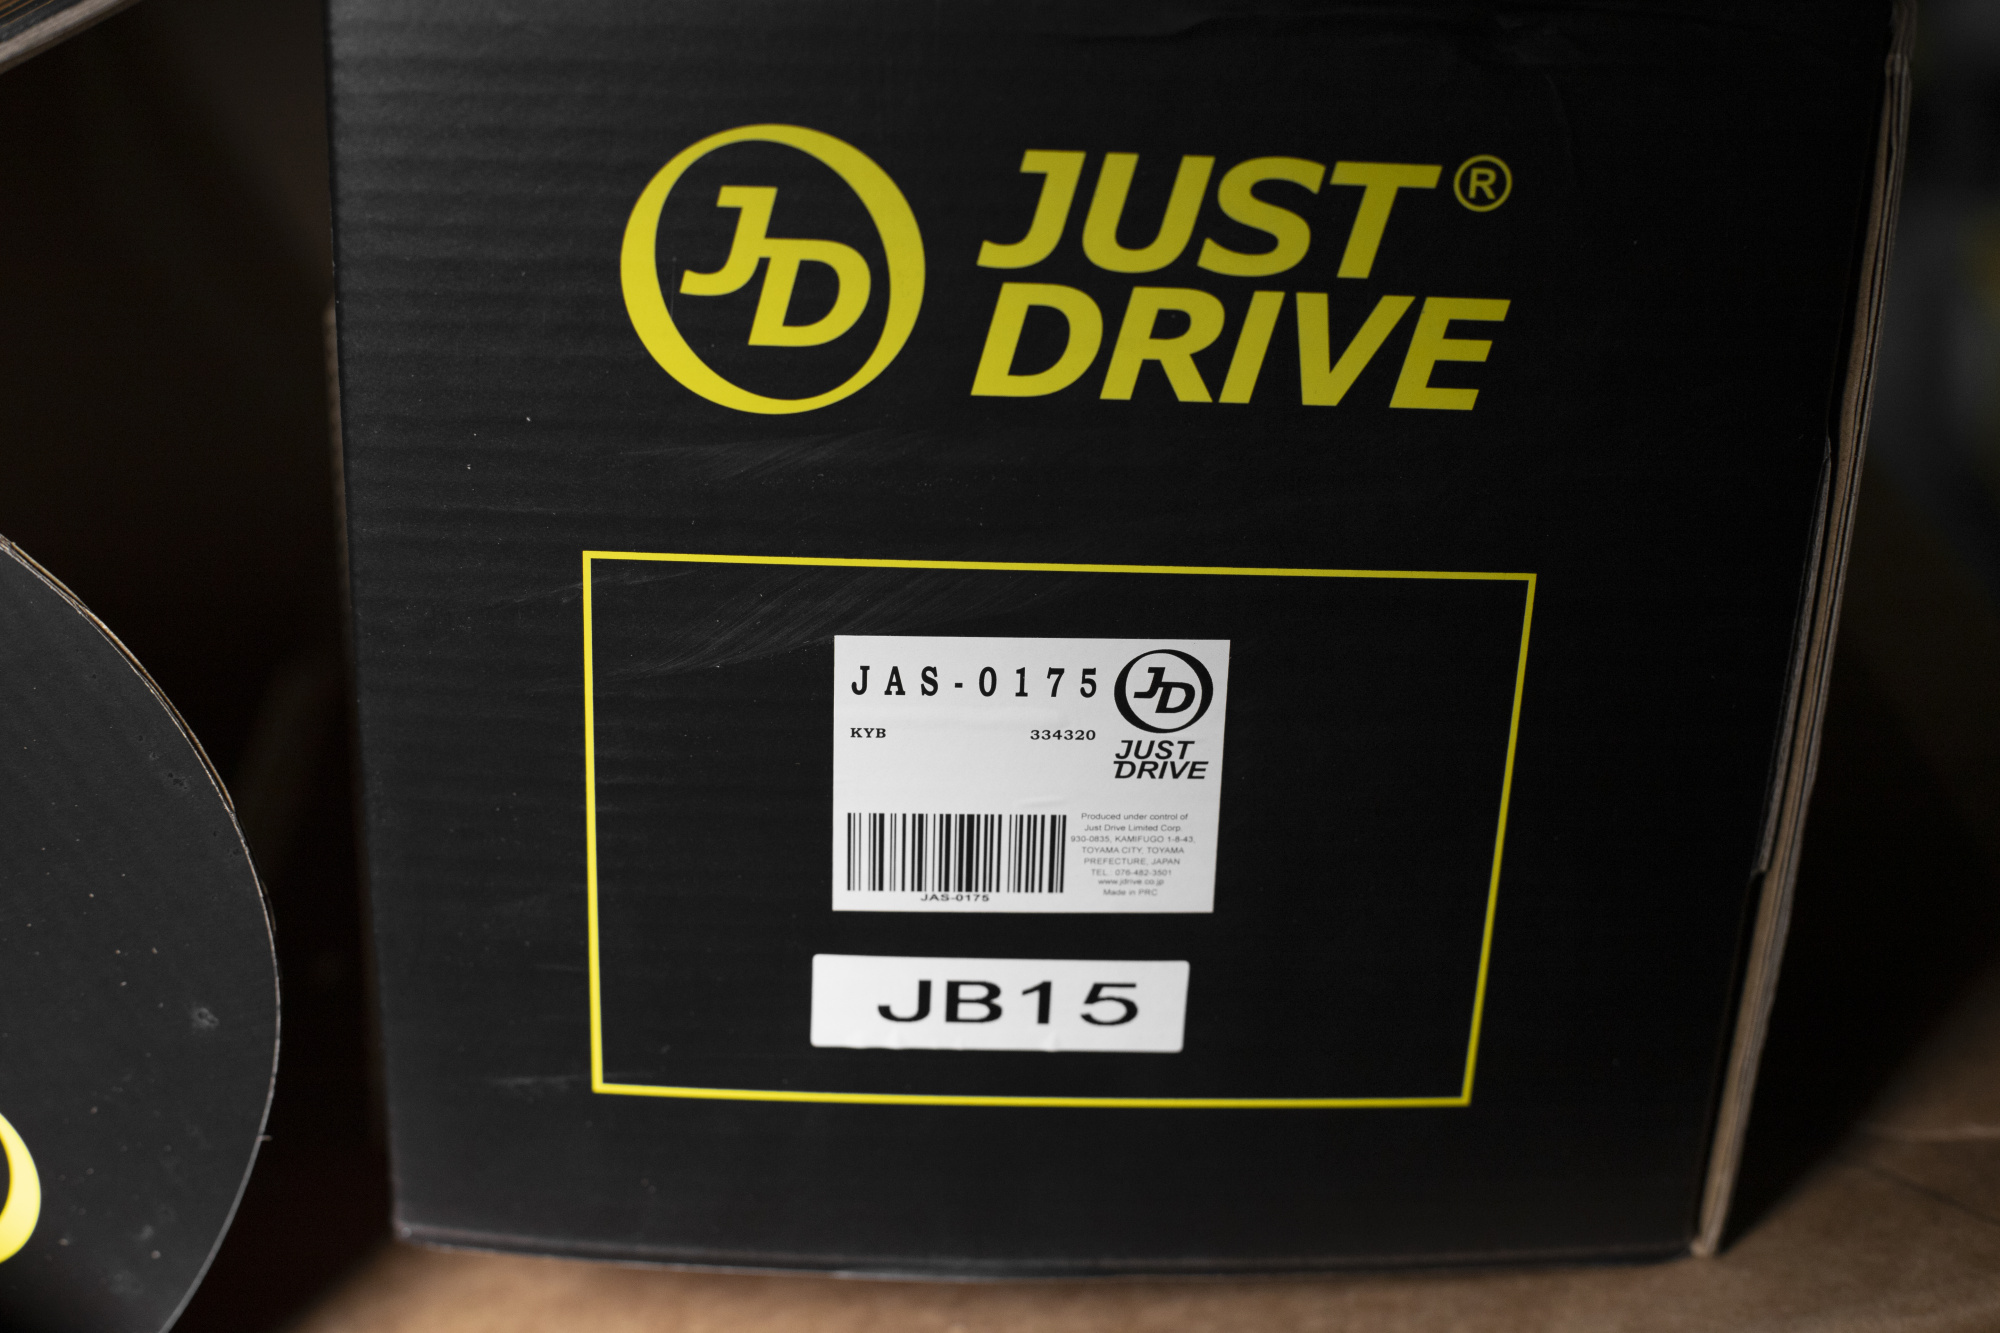 JD
JUST®
DRIVE
JAS-0175
JD
KYB 334320
JUST
DRIVE
Produced under control of
Just Drive Limited Corp.
930-0835, KAMIFUGO 1-8-43,
TOYAMA CITY, TOYAMA
PREFECTURE, JAPAN
TEL.: 076-482-3501
www.jdrive.co.jp
Made in PRC
JAS-0175
JB15